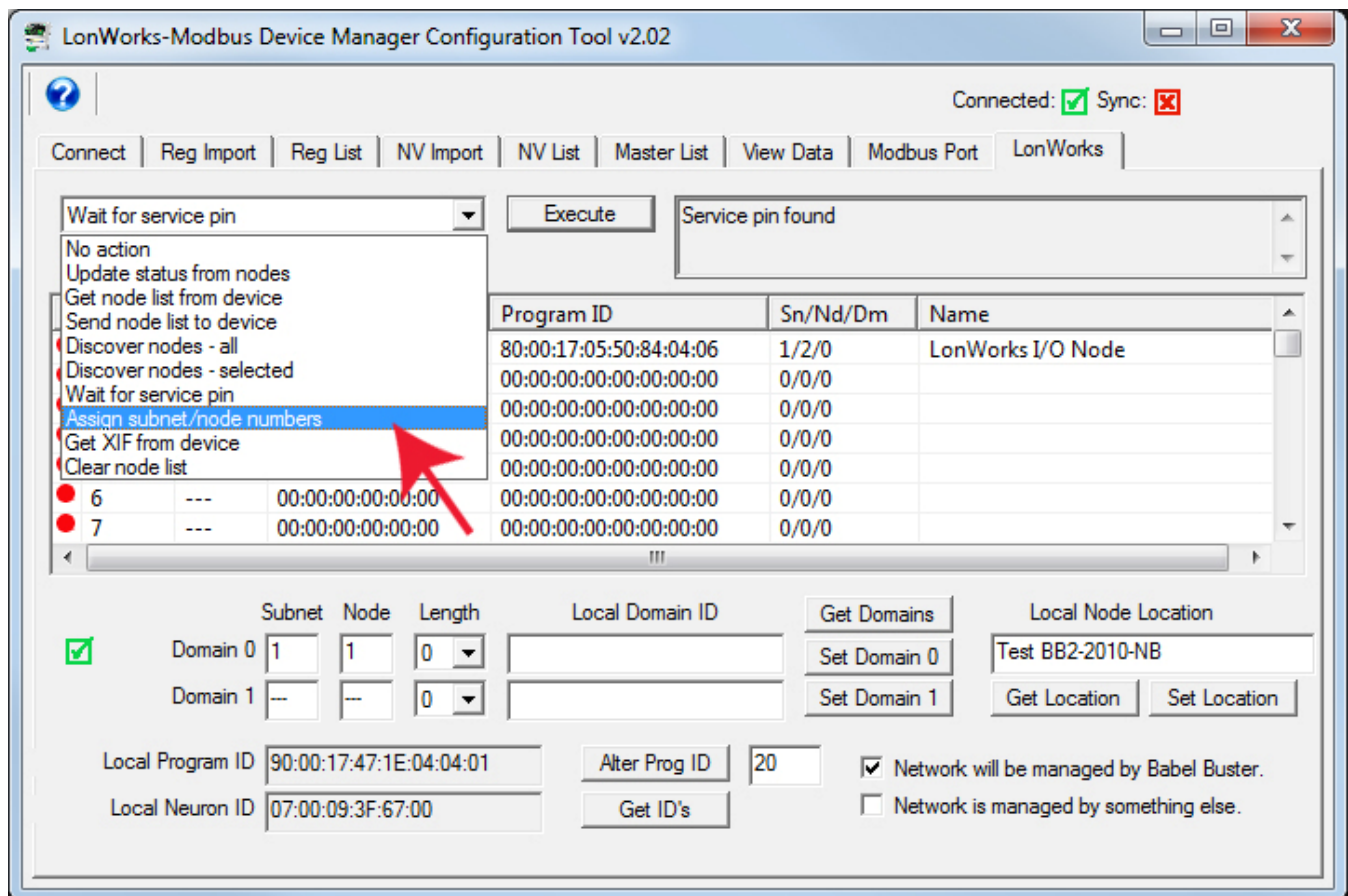 LonWorks-Modbus Device Manager Configuration Tool v2.02
Connected: Sync:
Connect Reg Import Reg List NV Import NV List Master List View Data Modbus Port LonWorks
Wait for service pin Execute Service pin found
No action
Update status from nodes
Get node list from device
Send node list to device
Discover nodes - all
Discover nodes - selected
Wait for service pin
Assign subnet/node numbers
Get XIF from device
Clear node list
Program ID Sn/Nd/Dm Name
80:00:17:05:50:84:04:06 1/2/0 LonWorks I/O Node
00:00:00:00:00:00:00:00 0/0/0
00:00:00:00:00:00:00:00 0/0/0
00:00:00:00:00:00:00:00 0/0/0
00:00:00:00:00:00:00:00 0/0/0
6 --- 00:00:00:00:00:00 00:00:00:00:00:00:00:00 0/0/0
7 --- 00:00:00:00:00:00 00:00:00:00:00:00:00:00 0/0/0
Subnet Node Length Local Domain ID Get Domains Local Node Location
Domain 0 1 1 0 Set Domain 0 Test BB2-2010-NB
Domain 1 --- --- 0 Set Domain 1 Get Location Set Location
Local Program ID 90:00:17:47:1E:04:04:01 Alter Prog ID 20 Network will be managed by Babel Buster.
Local Neuron ID 07:00:09:3F:67:00 Get ID's Network is managed by something else.